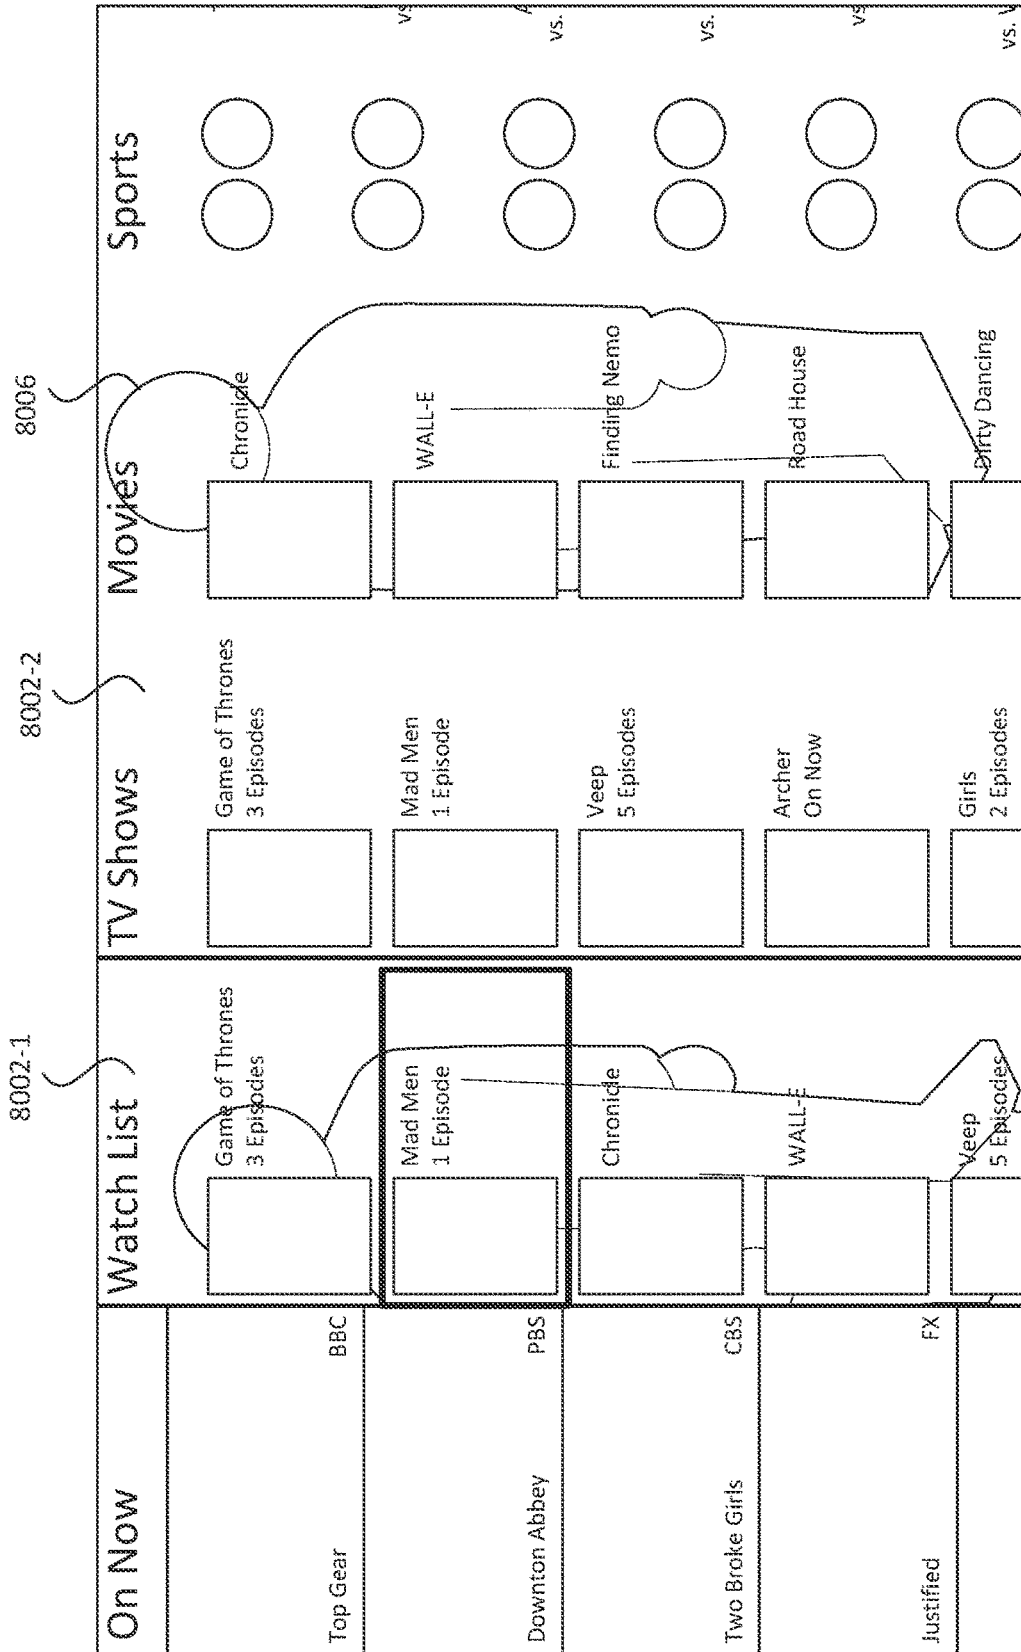 8002-1
8002-2
8006
On Now
Top Gear
BBC
Downton Abbey
PBS
Two Broke Girls
CBS
Justified
FX
Watch List
Game of Thrones
3 Episodes
Mad Men
1 Episode
Chronicle
WALL-E
Veep
5 Episodes
TV Shows
Game of Thrones
3 Episodes
Mad Men
1 Episode
Veep
5 Episodes
Archer
On Now
Girls
2 Episodes
Movies
Chronicle
WALL-E
Finding Nemo
Road House
Dirty Dancing
Sports
vs.
vs.
vs.
vs.
vs.